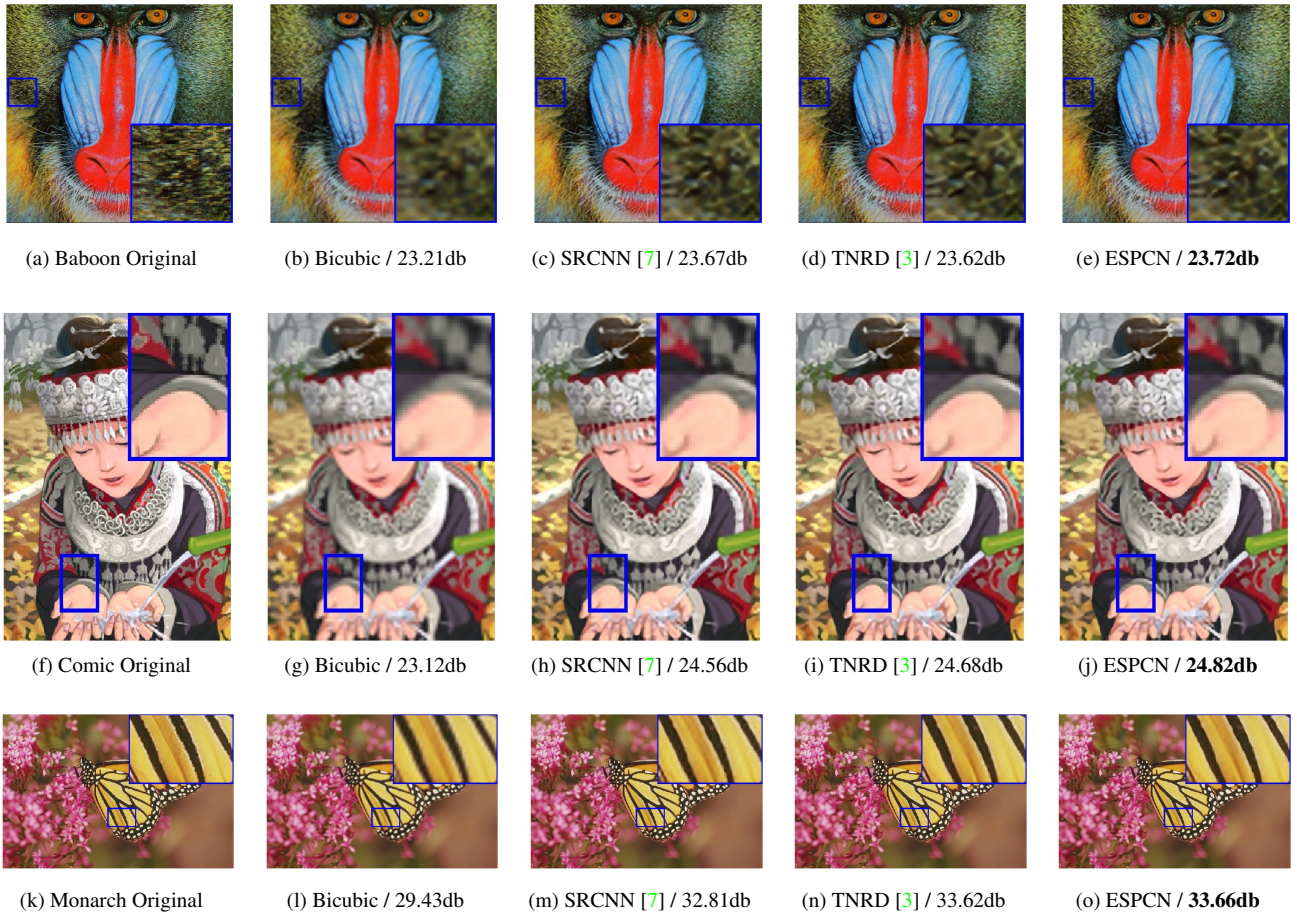 (a) Baboon Original
(b) Bicubic / 23.21db
(c) SRCNN [7] / 23.67db
(d) TNRD [3] / 23.62db
(e) ESPCN / 23.72db
(f) Comic Original
(g) Bicubic / 23.12db
(h) SRCNN [7] / 24.56db
(i) TNRD [3] / 24.68db
(j) ESPCN / 24.82db
(k) Monarch Original
(l) Bicubic / 29.43db
(m) SRCNN [7] / 32.81db
(n) TNRD [3] / 33.62db
(o) ESPCN / 33.66db